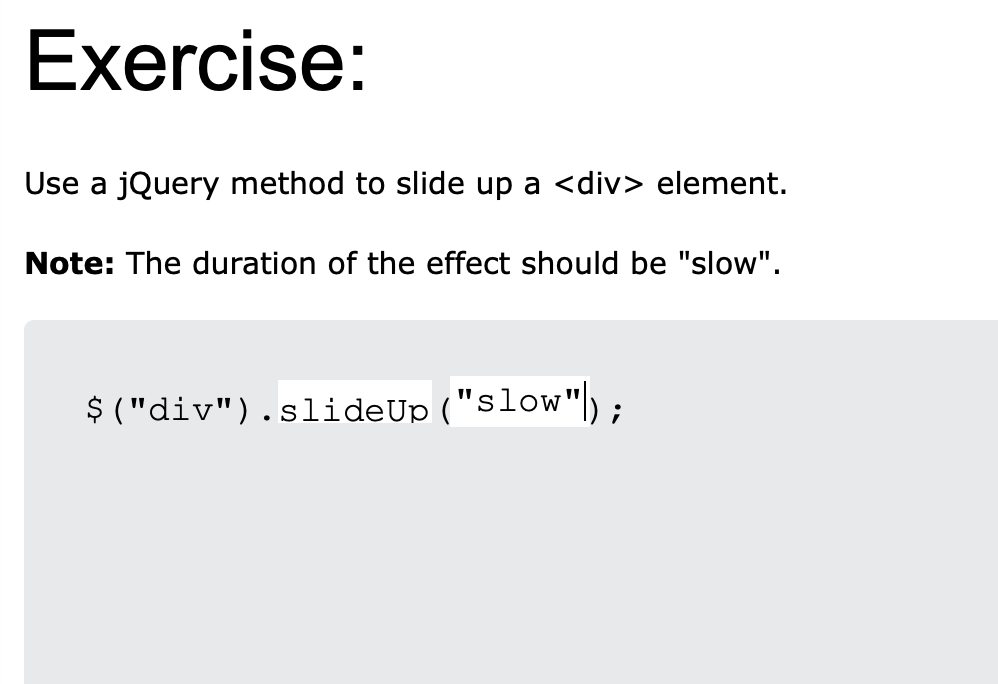 Exercise:
Use a jQuery method to slide up a <div> element.
Note: The duration of the effect should be "slow".
$("div").slideUp("slow");